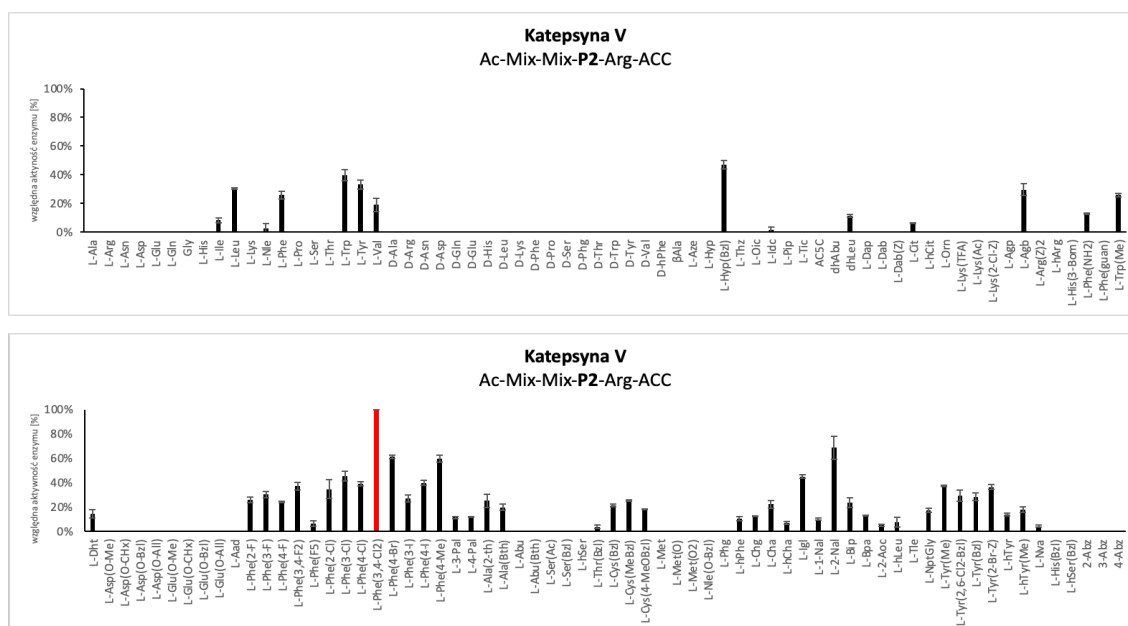 Katepsyna V
Ac-Mix-Mix-P2-Arg-ACC
względna aktyność enzymu [%]
100%
80%
60%
40%
20%
0%
L-Ala
L-Arg
L-Asn
L-Asp
L-Glu
L-Gln
Gly
L-His
L-Ile
L-Leu
L-Lys
L-Nle
L-Phe
L-Pro
L-Ser
L-Thr
L-Trp
L-Tyr
L-Val
D-Ala
D-Arg
D-Asn
D-Asp
D-Gln
D-Glu
D-His
D-Leu
D-Lys
D-Phe
D-Pro
D-Ser
D-Phg
D-Thr
D-Trp
D-Tyr
D-Val
D-hPhe
βAla
L-Aze
L-Hyp
L-Hyp(Bzl)
L-Thz
L-Oic
L-Idc
L-Pip
L-Tic
AC5C
dhAbu
dhLeu
L-Dap
L-Dab
L-Dab(Z)
L-Cit
L-hCit
L-Orn
L-Lys(TFA)
L-Lys(Ac)
L-Lys(2-Cl-Z)
L-Agp
L-Agb
L-hArg
L-Arg(Z)2
L-His(3-Bom)
L-Phe(NH2)
L-Phe(guan)
L-Trp(Me)
Katepsyna V
Ac-Mix-Mix-P2-Arg-ACC
względna aktywność enzymu [%]
100%
80%
60%
40%
20%
0%
L-Dht
L-Asp(O-Me)
L-Asp(O-CHx)
L-Asp(O-Bzl)
L-Asp(O-All)
L-Glu(O-Me)
L-Glu(O-CHx)
L-Glu(O-Bzl)
L-Glu(O-All)
L-Aad
L-Phe(2-F)
L-Phe(3-F)
L-Phe(4-F)
L-Phe(3,4-F2)
L-Phe(F5)
L-Phe(2-Cl)
L-Phe(3-Cl)
L-Phe(4-Cl)
L-Phe(3,4-Cl2)
L-Phe(4-Br)
L-Phe(3-I)
L-Phe(4-I)
L-Phe(4-Me)
L-3-Pal
L-4-Pal
L-Ala(2-th)
L-Ala(Bth)
L-Abu
L-Abu(Bth)
L-Ser(Ac)
L-Ser(Bzl)
L-hSer
L-Thr(Bzl)
L-Cys(Bzl)
L-Cys(MeBzl)
L-Cys(4-MeOBzl)
L-Met
L-Met(O)
L-Met(O2)
L-Nle(O-Bzl)
L-Phg
L-hPhe
L-Chg
L-Cha
L-hCha
L-Igl
L-1-Nal
L-2-Nal
L-Bip
L-Bpa
L-2-Aoc
L-hLeu
L-Tle
L-NptGly
L-Tyr(Me)
L-Tyr(2,6-Cl2-Bzl)
L-Tyr(Bzl)
L-Tyr(2-Br-Z)
L-hTyr
L-hTyr(Me)
L-Nva
L-His(Bzl)
L-hSer(Bzl)
2-Abz
3-Abz
4-Abz